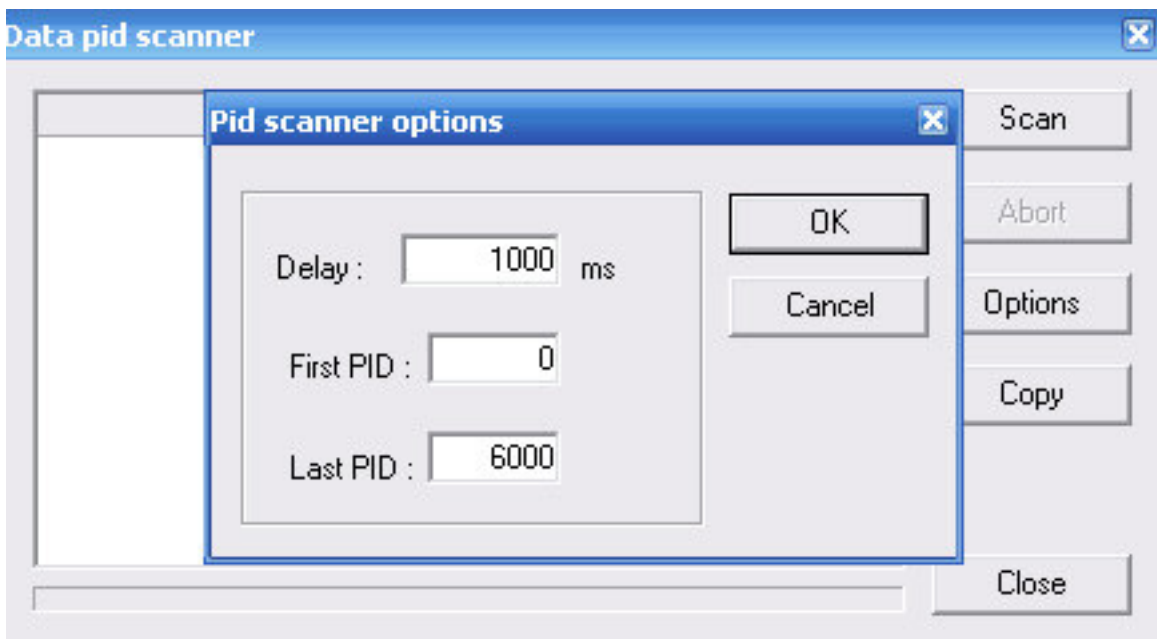 Data pid scanner
Pid scanner options
Scan
Abort
Options
Copy
Close
Delay : 1000 ms
First PID : 0
Last PID : 6000
OK
Cancel